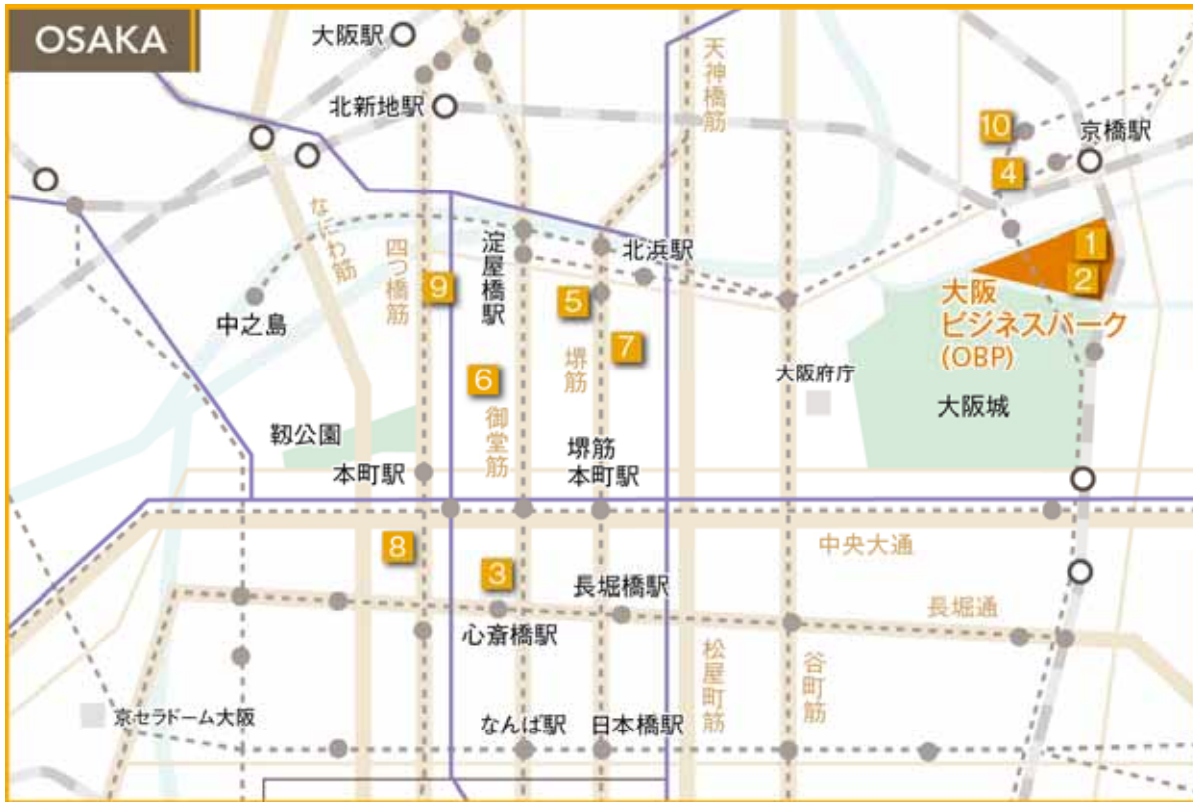 OSAKA
大阪駅
北新地駅
天神橋筋
10
京橋駅
4
なにわ筋
四つ橋筋
淀屋橋駅
北浜駅
1
2
9
5
7
中之島
堺筋
大阪
ビジネスパーク
(OBP)
6
大阪府庁
大阪城
御堂筋
靱公園
本町駅
堺筋
本町駅
8
中央大通
3
長堀橋駅
長堀通
心斎橋駅
松屋町筋
谷町筋
京セラドーム大阪
なんば駅
日本橋駅